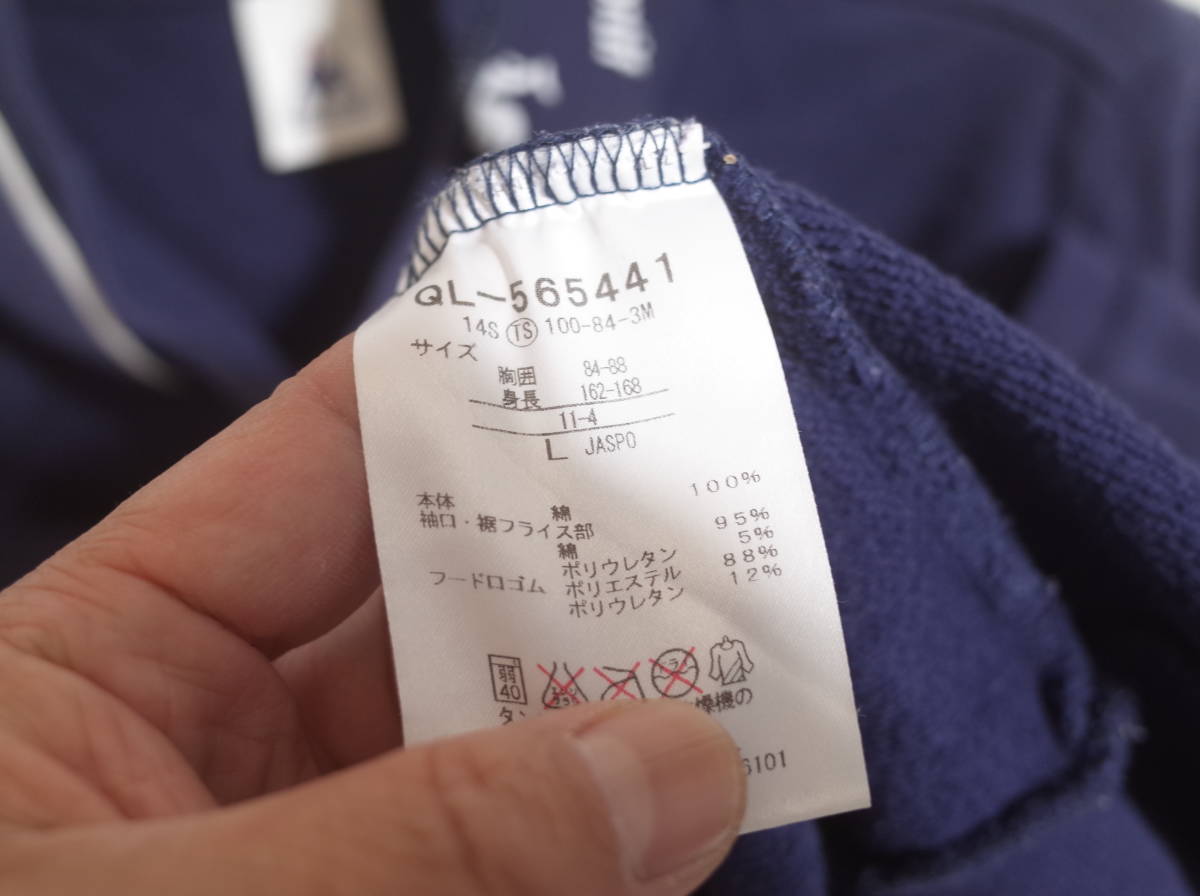 QL-565441
14S TS 100-84-3M
サイズ
胸囲 84-88
身長 162-168
11-4
L JASPO
本体 綿 100%
袖口・裾フライス部
綿 95%
ポリウレタン 5%
フードロゴム ポリエステル 88%
ポリウレタン 12%
弱
40
タン 燥機の
6101